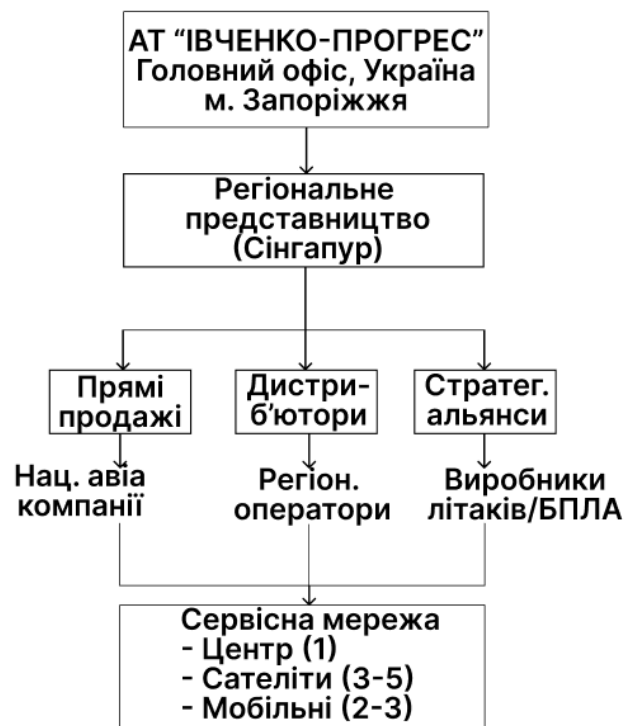 АТ “ІВЧЕНКО-ПРОГРЕС”
Головний офіс, Україна
м. Запоріжжя
Регіональне
представництво
(Сінгапур)
Прямі
продажі
Дистри-
б’ютори
Стратег.
альянси
Нац. авіа
компанії
Регіон.
оператори
Виробники
літаків/БПЛА
Сервісна мережа
- Центр (1)
- Сателіти (3-5)
- Мобільні (2-3)